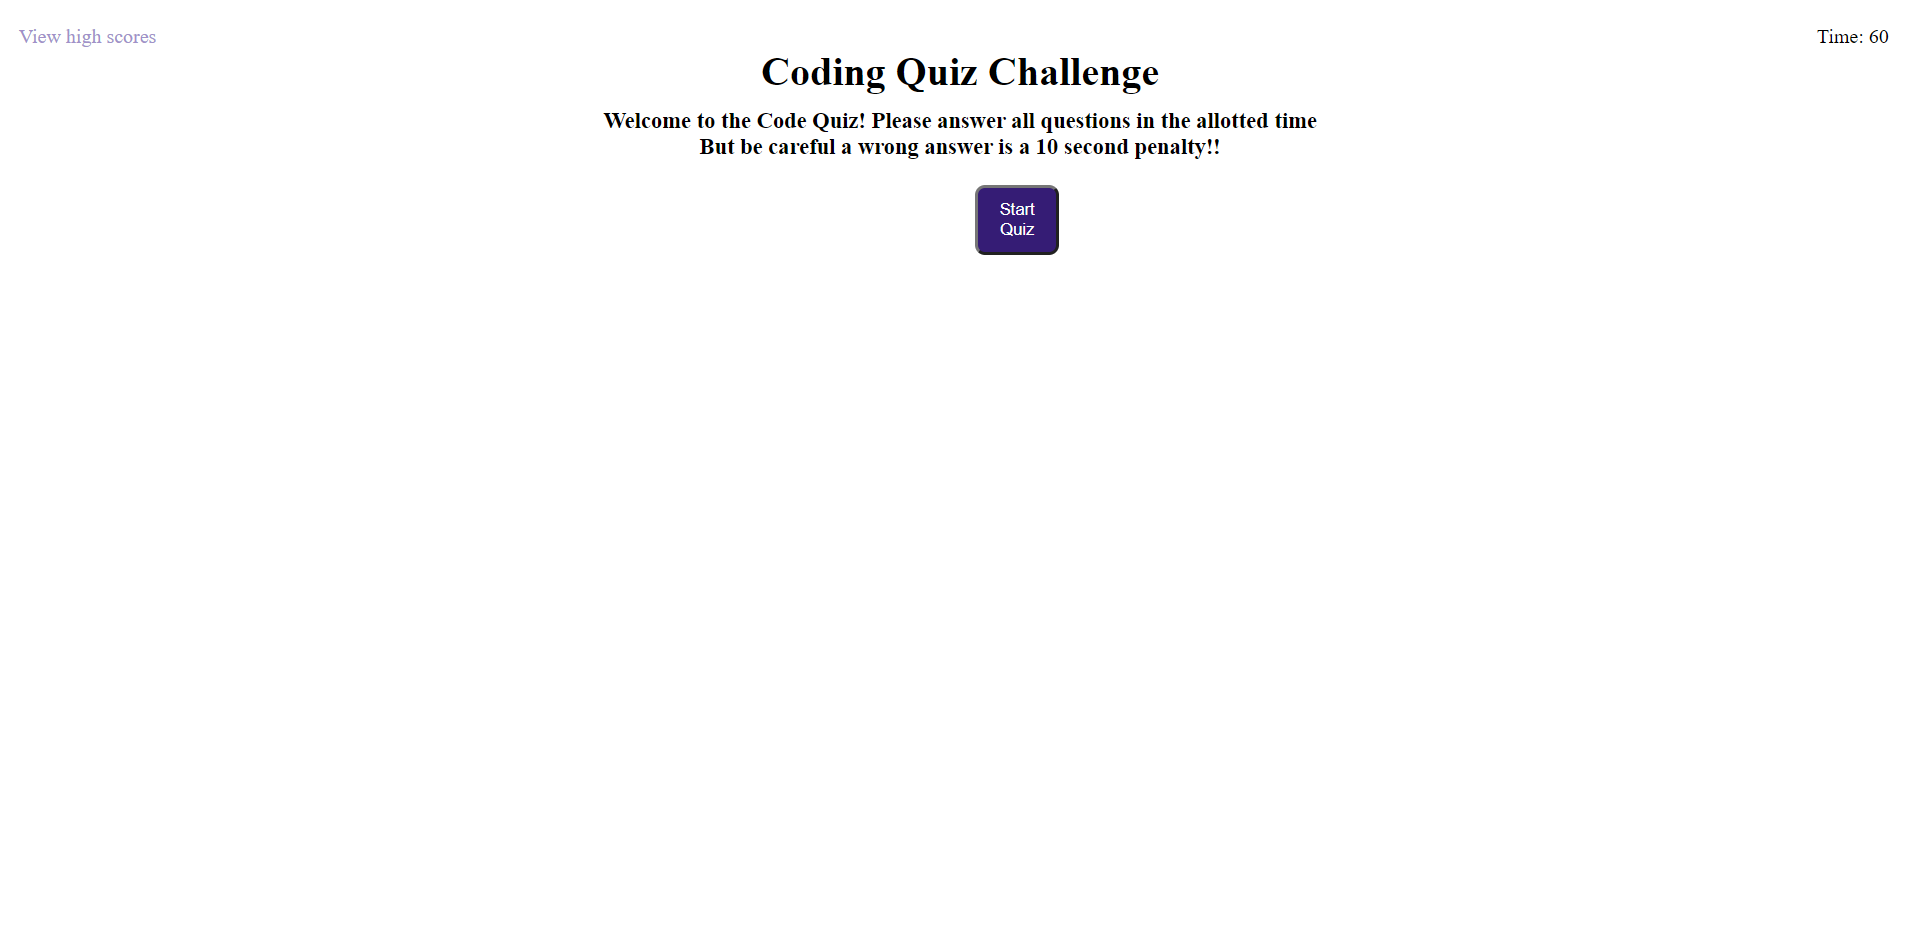 View high scores
Time: 60
Coding Quiz Challenge
Welcome to the Code Quiz! Please answer all questions in the allotted time
But be careful a wrong answer is a 10 second penalty!!
Start
Quiz